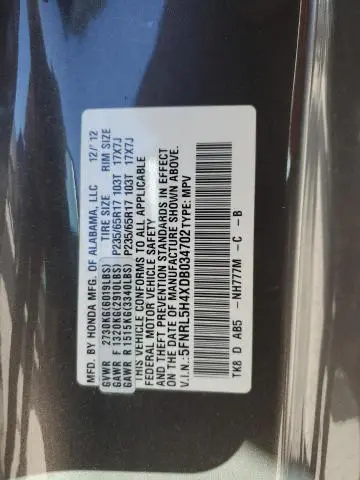 MFD. BY HONDA MFG. OF ALABAMA, LLC 12/'12
TIRE SIZE RIM SIZE
GVWR 2730KG(6019LBS)
GAWR F 1320KG(2910LBS) P235/65R17 103T 17X7J
GAWR R 1515KG(3340LBS) P235/65R17 103T 17X7J
THIS VEHICLE CONFORMS TO ALL APPLICABLE
FEDERAL MOTOR VEHICLE SAFETY
AND THEFT PREVENTION STANDARDS IN EFFECT
ON THE DATE OF MANUFACTURE SHOWN ABOVE.
V.I.N.:5FNRL5H4XDB034702 TYPE: MPV
TK8 D AB5 -NH777M -C -B